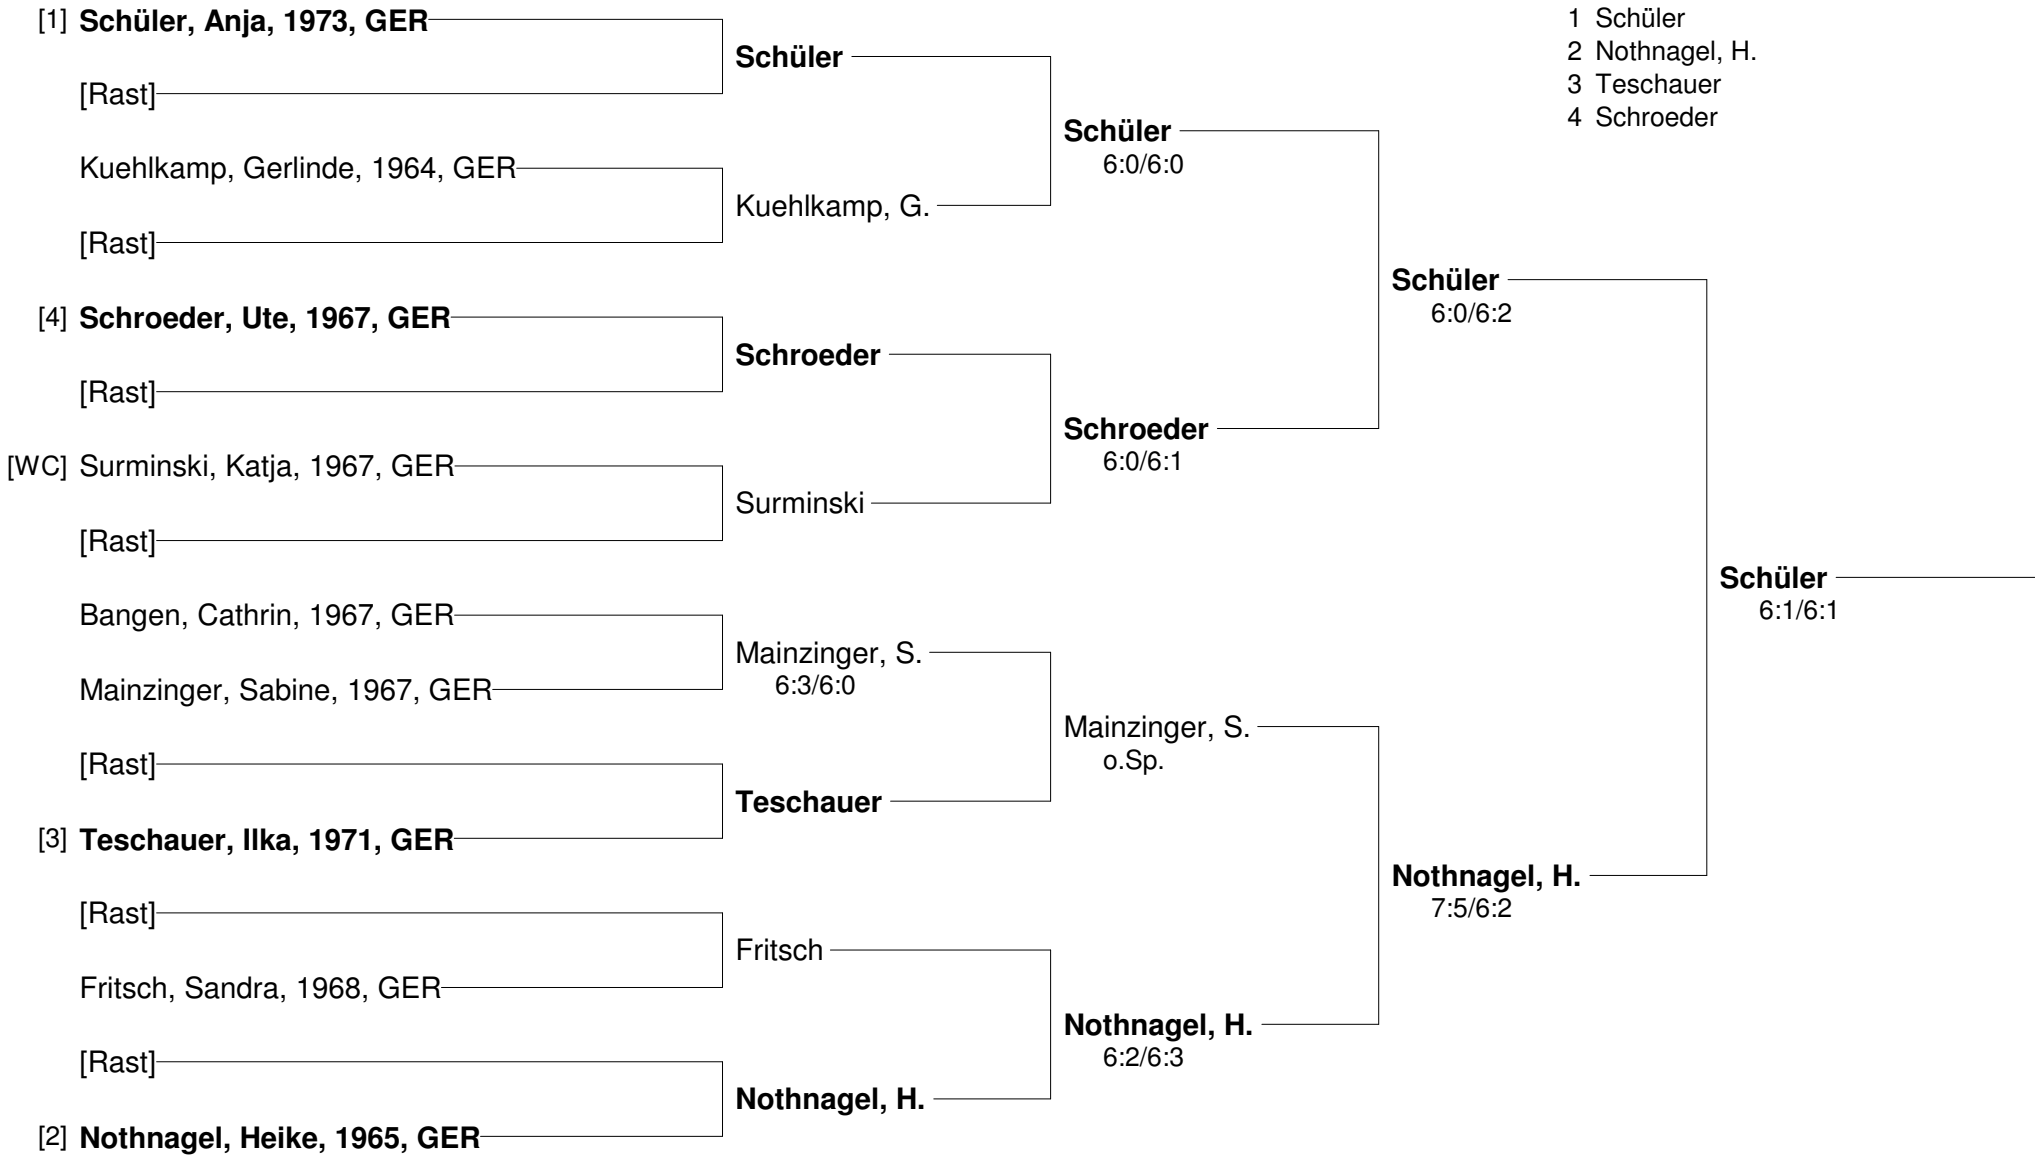 [1] Schüler, Anja, 1973, GER
[Rast]
Kuehlkamp, Gerlinde, 1964, GER
[Rast]
[4] Schroeder, Ute, 1967, GER
[Rast]
[WC] Surminski, Katja, 1967, GER
[Rast]
Bangen, Cathrin, 1967, GER
Mainzinger, Sabine, 1967, GER
[Rast]
[3] Teschauer, Ilka, 1971, GER
[Rast]
Fritsch, Sandra, 1968, GER
[Rast]
[2] Nothnagel, Heike, 1965, GER
Schüler
Kuehlkamp, G.
Schroeder
Surminski
Mainzinger, S.
6:3/6:0
Teschauer
Fritsch
Nothnagel, H.
Schüler
6:0/6:0
Schroeder
6:0/6:1
Mainzinger, S.
o.Sp.
Nothnagel, H.
6:2/6:3
Schüler
6:0/6:2
Nothnagel, H.
7:5/6:2
Schüler
6:1/6:1
1 Schüler
2 Nothnagel, H.
3 Teschauer
4 Schroeder